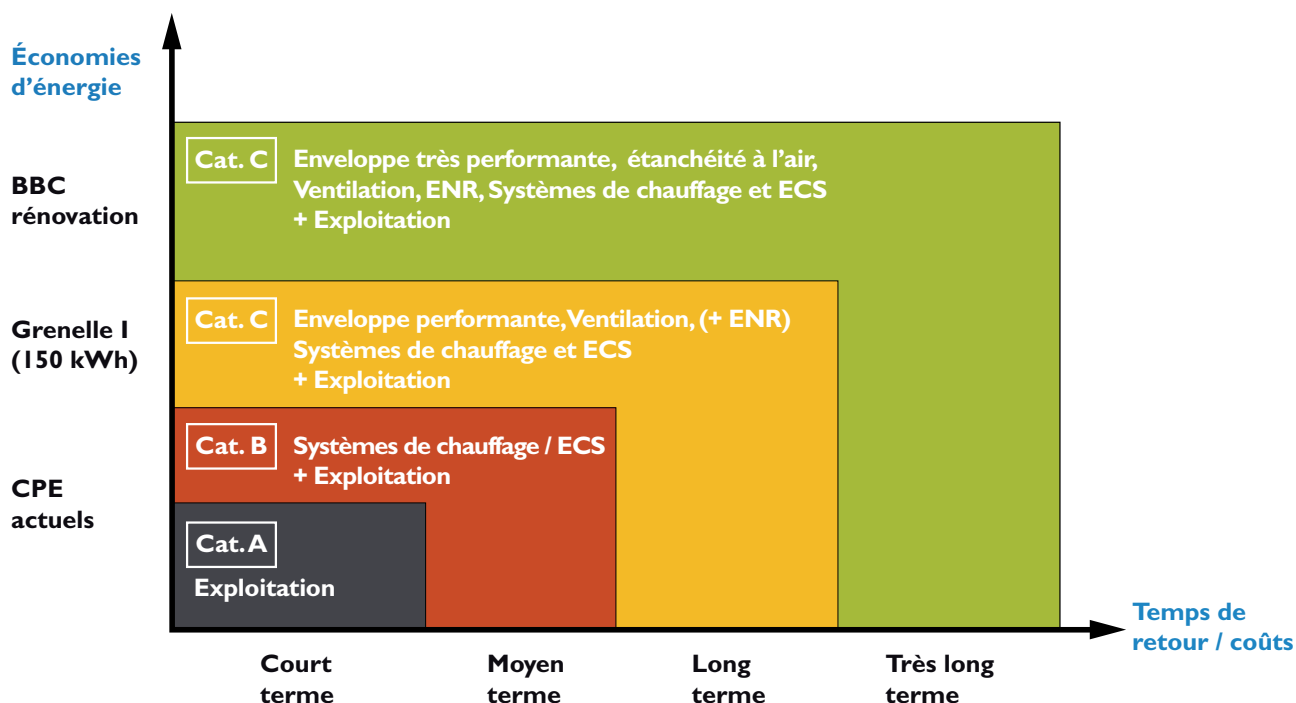 Économies
d’énergie
BBC
rénovation
Cat. C
Enveloppe très performante, étanchéité à l’air,
Ventilation, ENR, Systèmes de chauffage et ECS
+ Exploitation
Grenelle I
(150 kWh)
Cat. C
Enveloppe performante, Ventilation, (+ ENR)
Systèmes de chauffage et ECS
+ Exploitation
CPE
actuels
Cat. B
Systèmes de chauffage / ECS
+ Exploitation
Cat. A
Exploitation
Temps de
retour / coûts
Court
terme
Moyen
terme
Long
terme
Très long
terme